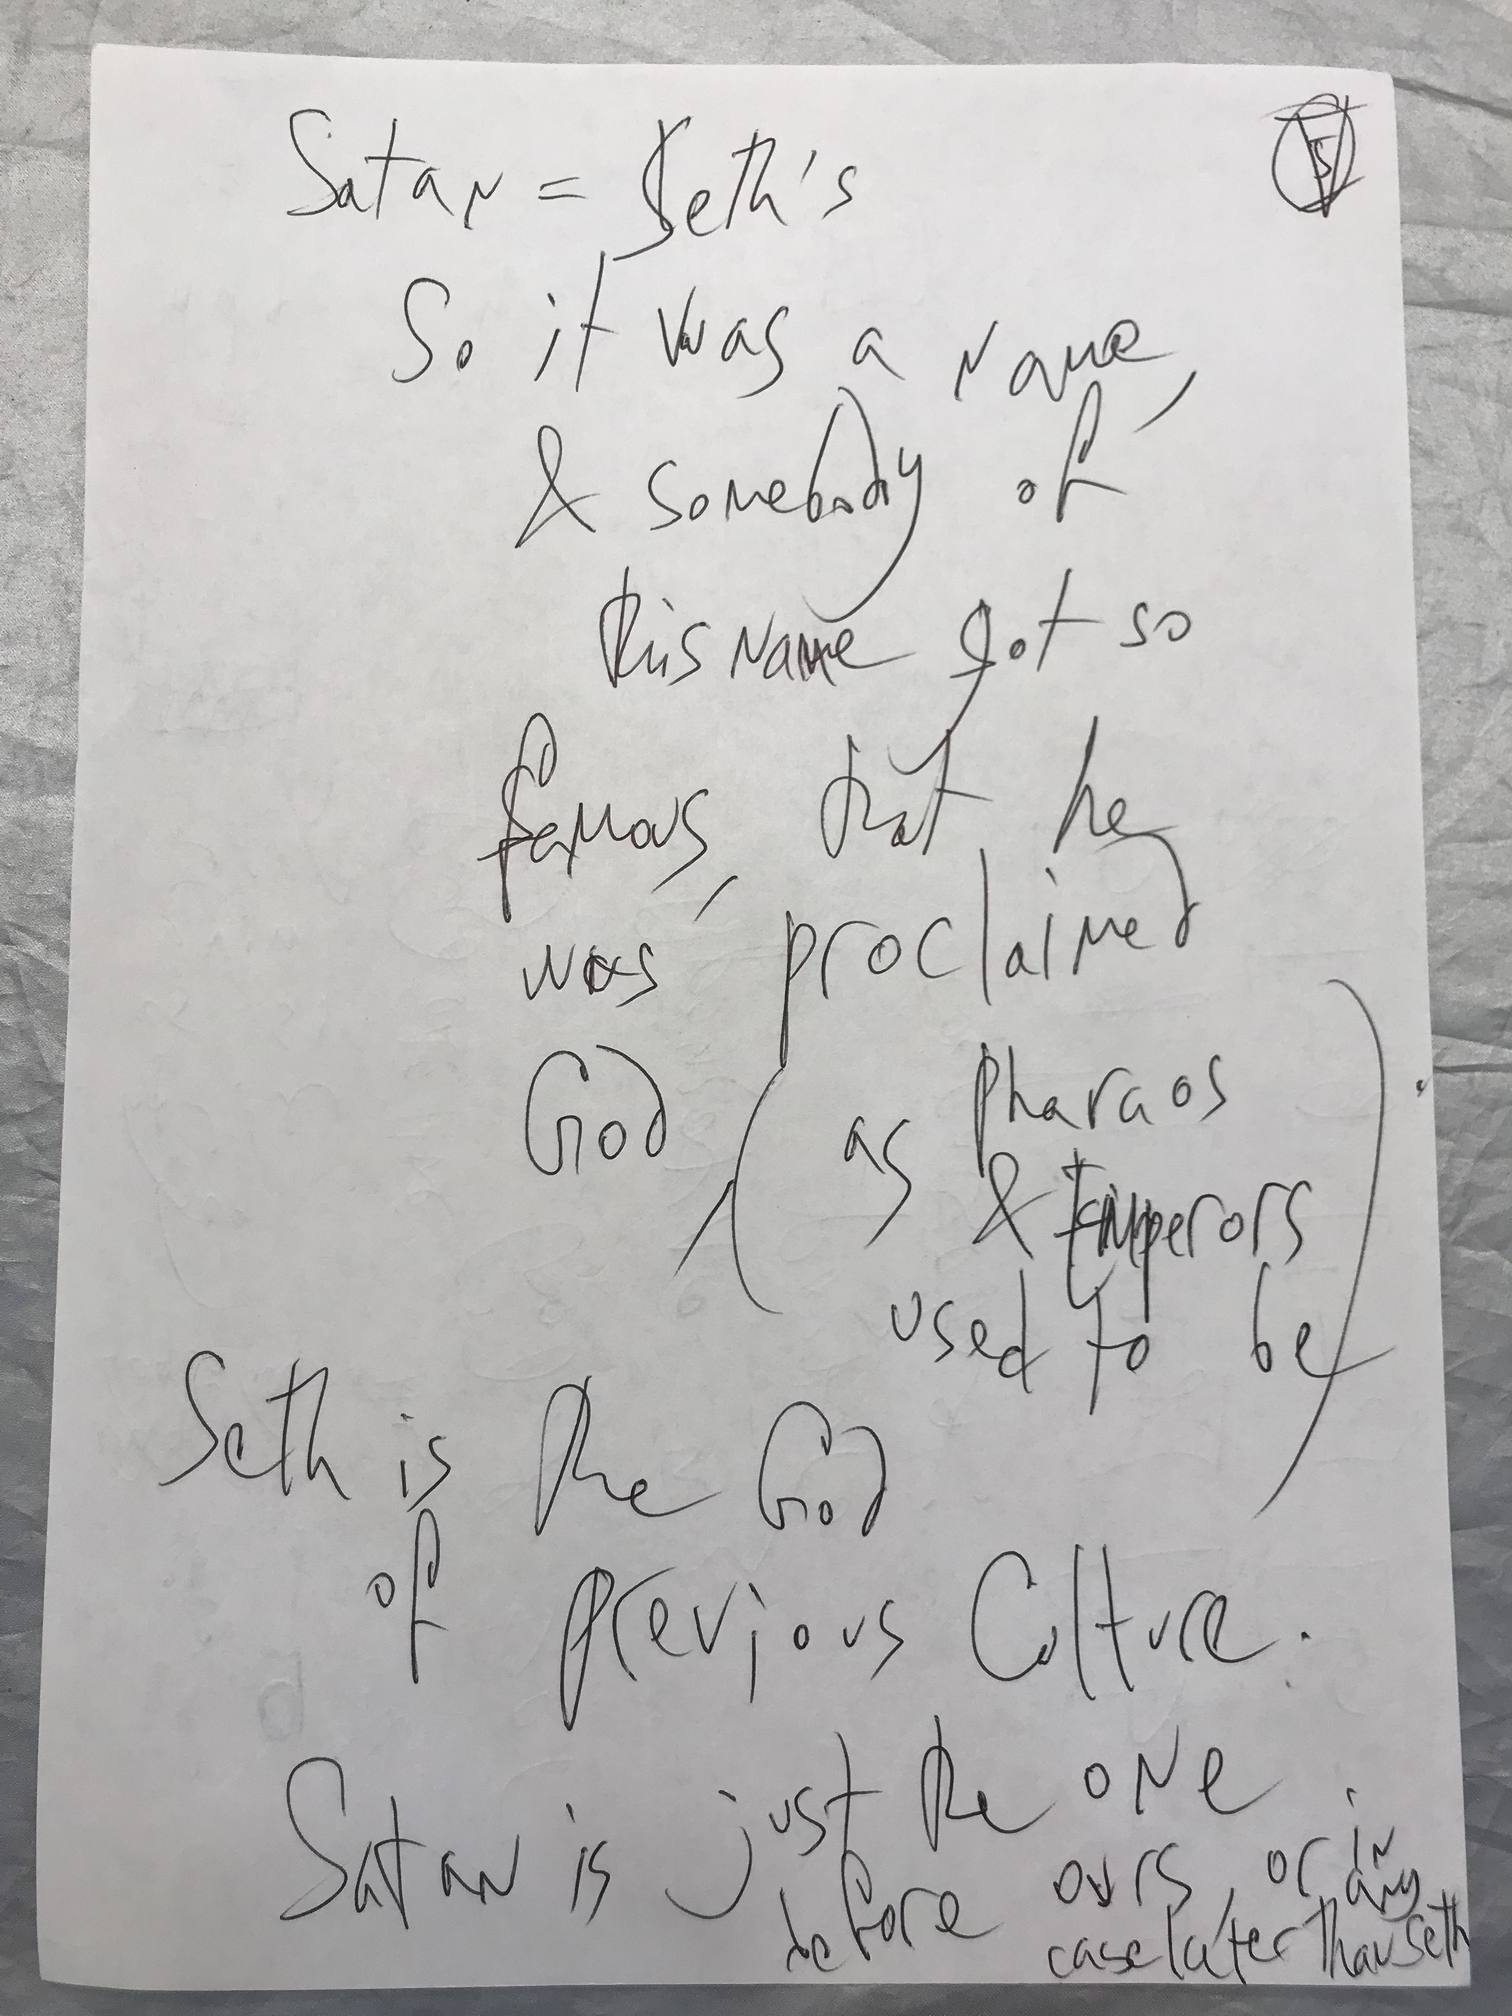 5
Satan = Seth's
So it was a name,
& somebody of
this name got so
famous, that he
was proclaimed
God (as Pharaos
& Emperors
used to be).
Seth is the God
of previous Culture.
Satan is just the one
before ours, or in any
case later than Seth